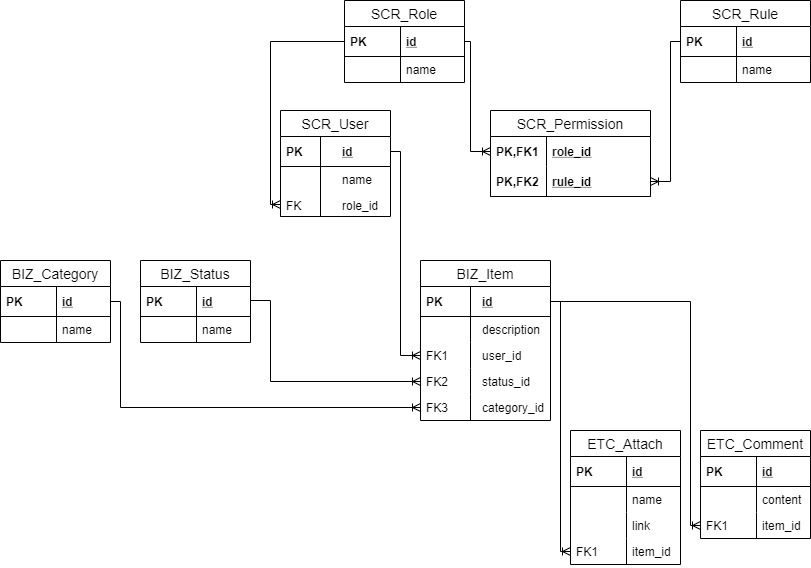 SCR_Role
PK id
name
SCR_Rule
PK id
name
SCR_User
PK id
name
FK role_id
SCR_Permission
PK,FK1 role_id
PK,FK2 rule_id
BIZ_Category
PK id
name
BIZ_Status
PK id
name
BIZ_Item
PK id
description
FK1 user_id
FK2 status_id
FK3 category_id
ETC_Attach
PK id
name
link
FK1 item_id
ETC_Comment
PK id
content
FK1 item_id